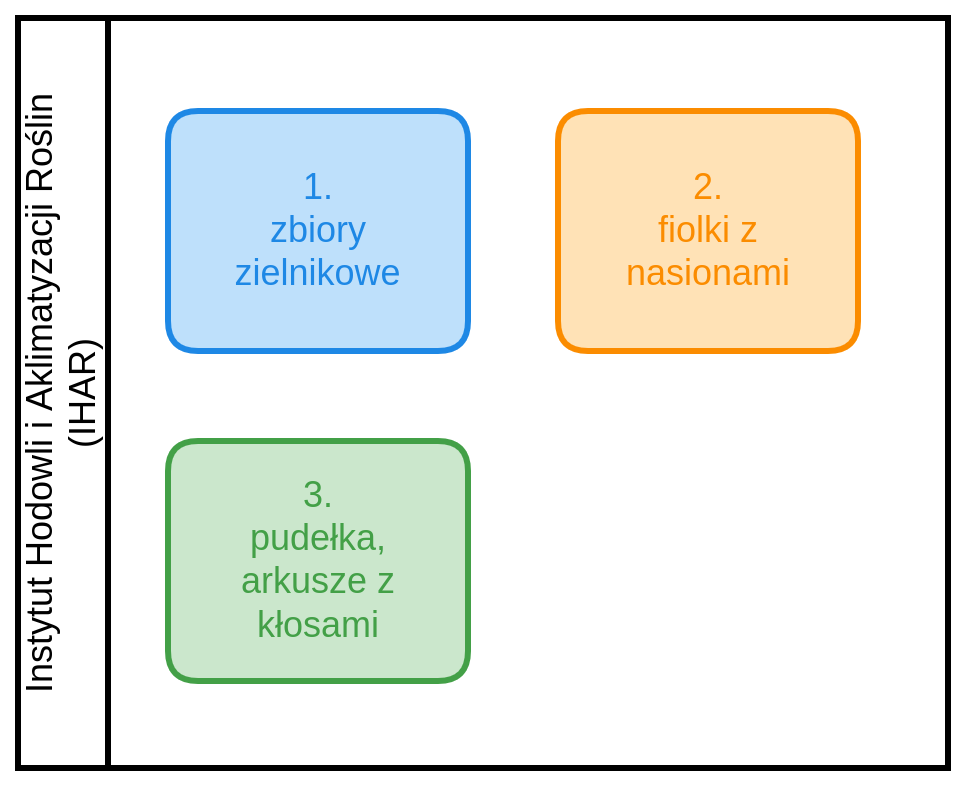 Instytut Hodowli i Aklimatyzacji Roślin
(IHAR)
1.
zbiory
zielnikowe
2.
fiolki z
nasionami
3.
pudełka,
arkusze z
kłosami